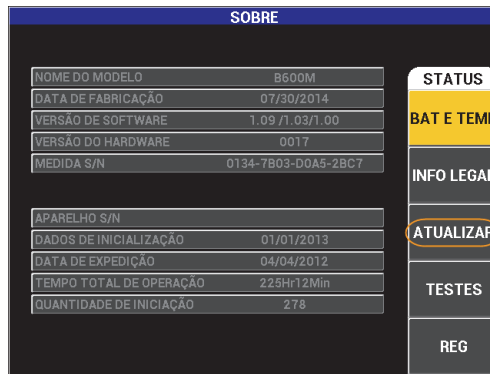 SOBRE
NOME DO MODELO B600M
DATA DE FABRICAÇÃO 07/30/2014
VERSÃO DE SOFTWARE 1.09 /1.03/1.00
VERSÃO DO HARDWARE 0017
MEDIDA S/N 0134-7B03-D0A5-2BC7
APARELHO S/N
DADOS DE INICIALIZAÇÃO 01/01/2013
DATA DE EXPEDIÇÃO 04/04/2012
TEMPO TOTAL DE OPERAÇÃO 225Hr12Min
QUANTIDADE DE INICIAÇÃO 278
STATUS
BAT E TEM
INFO LEGAL
ATUALIZAR
TESTES
REG